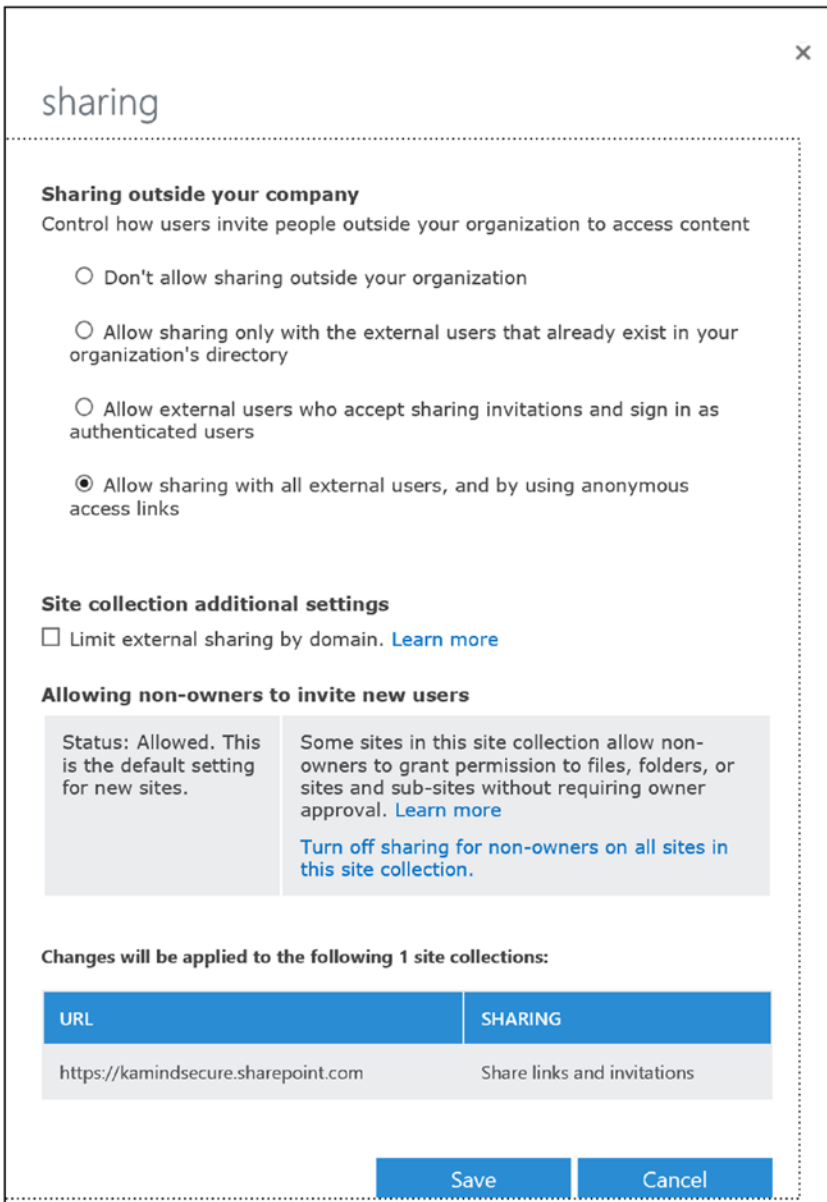 sharing
Sharing outside your company
Control how users invite people outside your organization to access content
Don't allow sharing outside your organization
Allow sharing only with the external users that already exist in your
organization's directory
Allow external users who accept sharing invitations and sign in as
authenticated users
Allow sharing with all external users, and by using anonymous
access links
Site collection additional settings
Limit external sharing by domain. Learn more
Allowing non-owners to invite new users
Status: Allowed. This
is the default setting
for new sites.
Some sites in this site collection allow non-
owners to grant permission to files, folders, or
sites and sub-sites without requiring owner
approval. Learn more
Turn off sharing for non-owners on all sites in
this site collection.
Changes will be applied to the following 1 site collections:
URL SHARING
https://kamindsecure.sharepoint.com Share links and invitations
Save Cancel